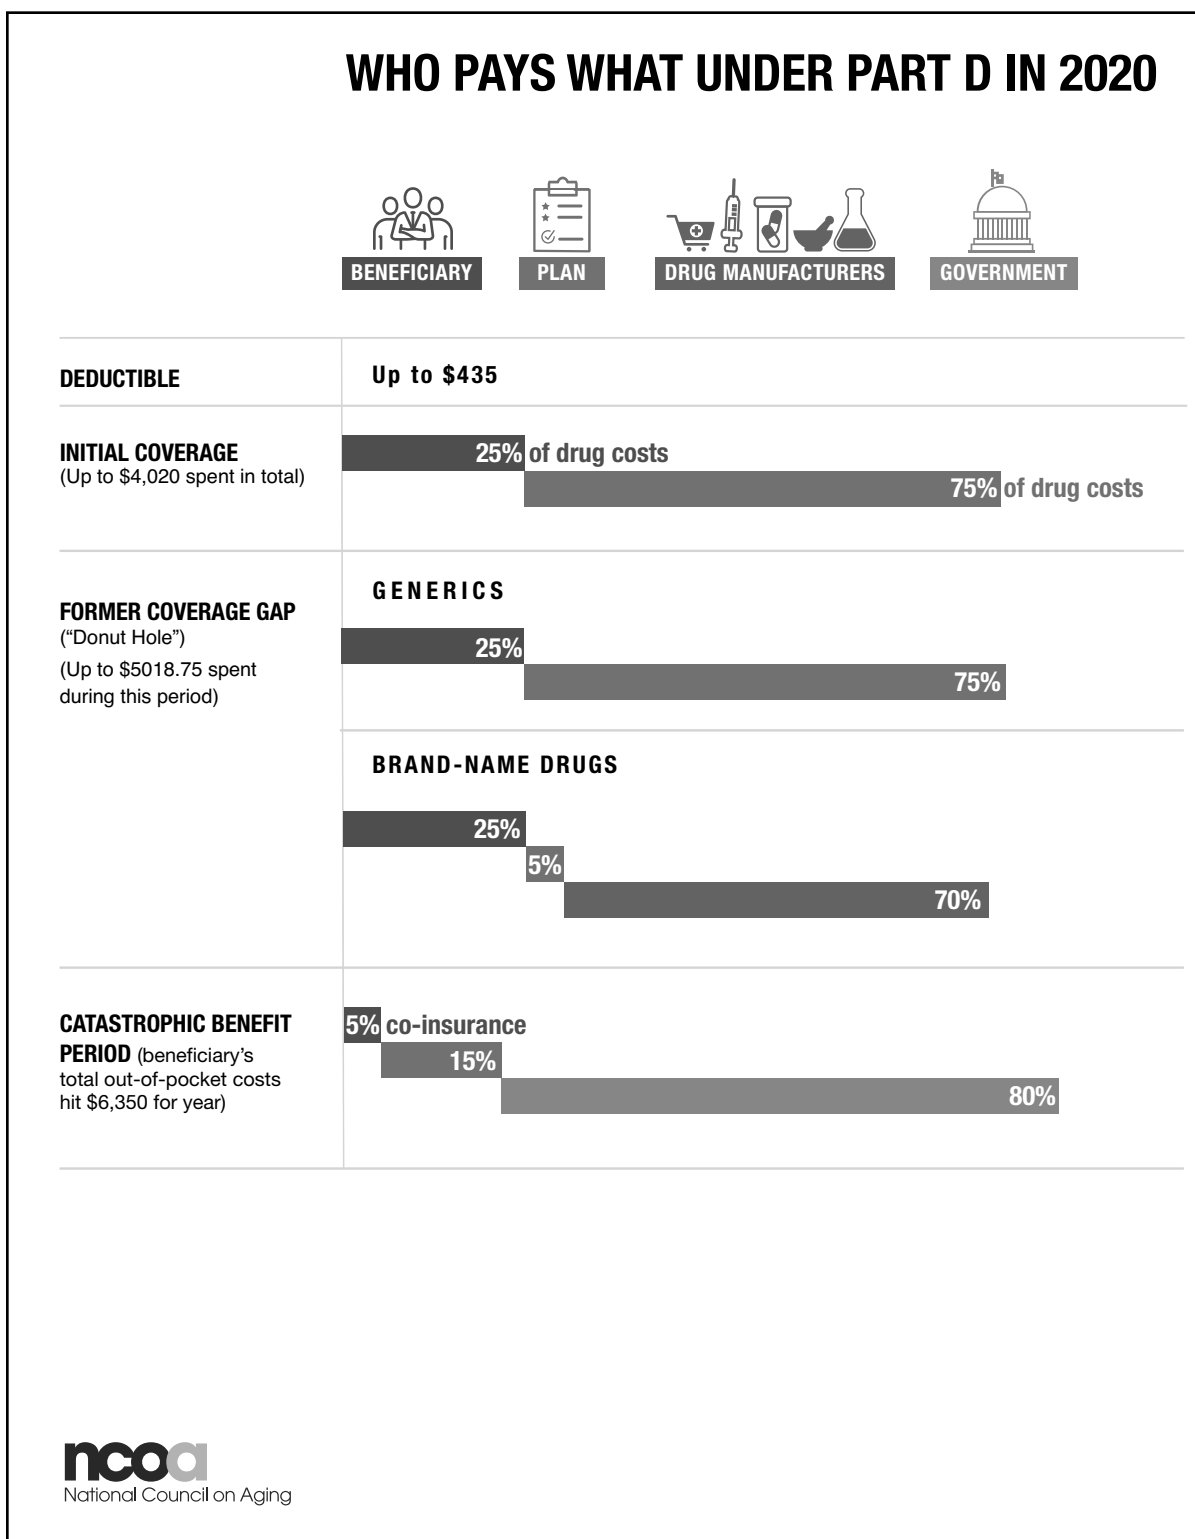 WHO PAYS WHAT UNDER PART D IN 2020
BENEFICIARY
PLAN
DRUG MANUFACTURERS
GOVERNMENT
DEDUCTIBLE
Up to $435
INITIAL COVERAGE
(Up to $4,020 spent in total)
25% of drug costs
75% of drug costs
FORMER COVERAGE GAP
(“Donut Hole”)
(Up to $5018.75 spent
during this period)
GENERICS
25%
75%
BRAND-NAME DRUGS
25%
5%
70%
CATASTROPHIC BENEFIT
PERIOD (beneficiary’s
total out-of-pocket costs
hit $6,350 for year)
5% co-insurance
15%
80%
ncoa
National Council on Aging